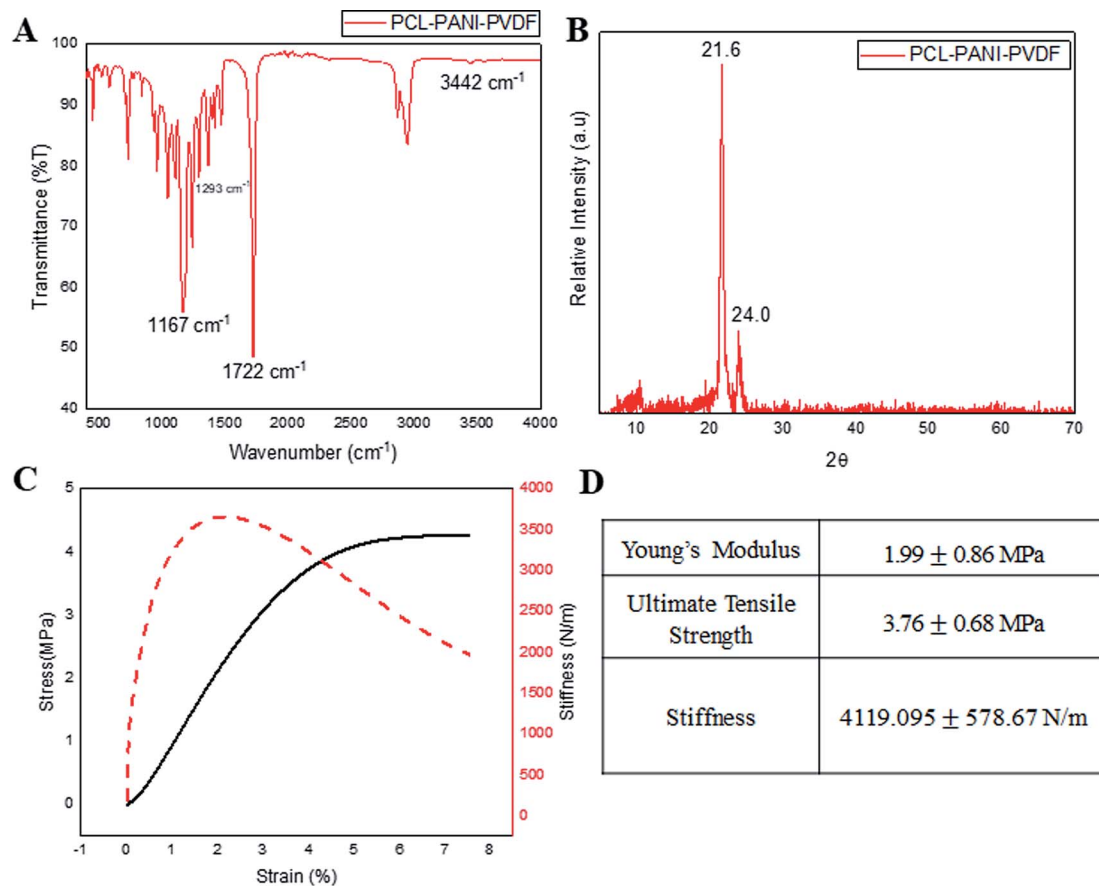 A
PCL-PANI-PVDF
100
90
80
70
60
50
40
Transmittance (%T)
3442 cm⁻¹
1293 cm⁻¹
1167 cm⁻¹
1722 cm⁻¹
500 1000 1500 2000 2500 3000 3500 4000
Wavenumber (cm⁻¹)
B
PCL-PANI-PVDF
21.6
24.0
Relative Intensity (a.u)
10 20 30 40 50 60 70
2θ
C
5
4
3
2
1
0
Stress(MPa)
4000
3500
3000
2500
2000
1500
1000
500
0
Stiffness (N/m)
-1 0 1 2 3 4 5 6 7 8
Strain (%)
D
Young's Modulus 1.99 ± 0.86 MPa
Ultimate Tensile
Strength 3.76 ± 0.68 MPa
Stiffness 4119.095 ± 578.67 N/m